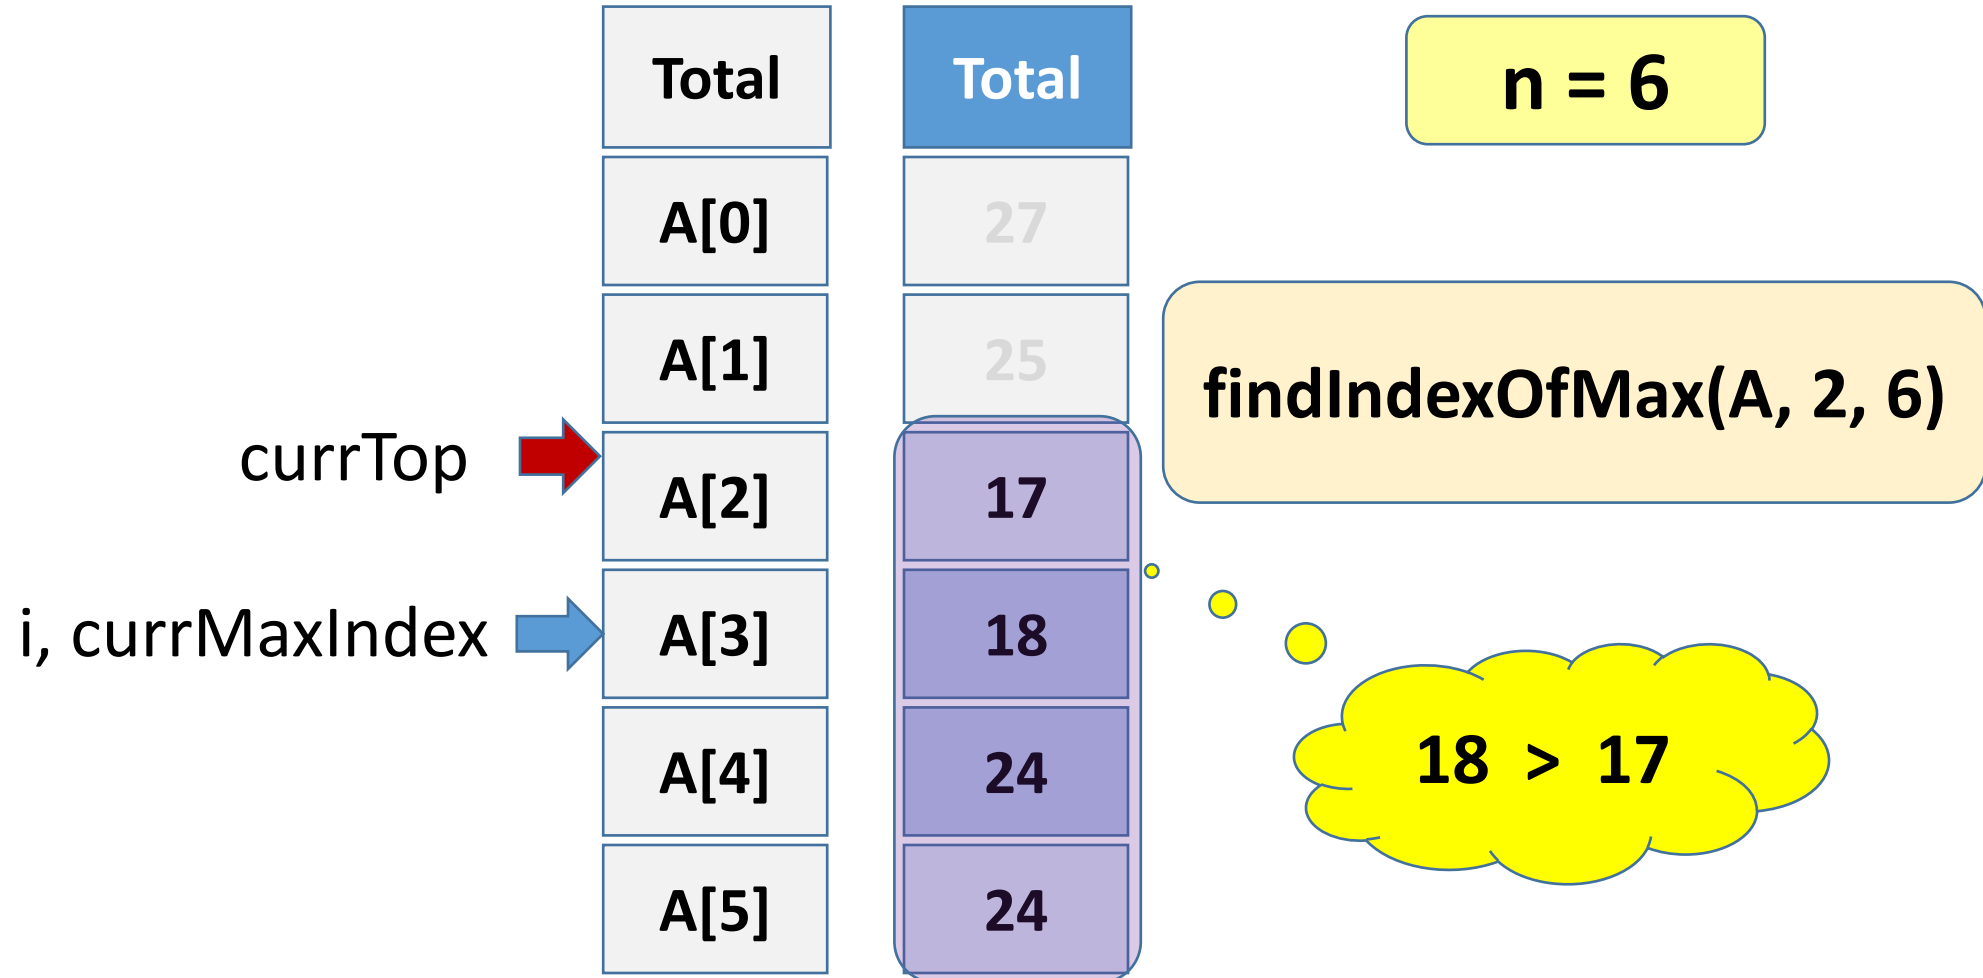 Total Total
n = 6
A[0] 27
A[1] 25
findIndexOfMax(A, 2, 6)
currTop
A[2] 17
i, currMaxIndex
A[3] 18
A[4] 24
18 > 17
A[5] 24